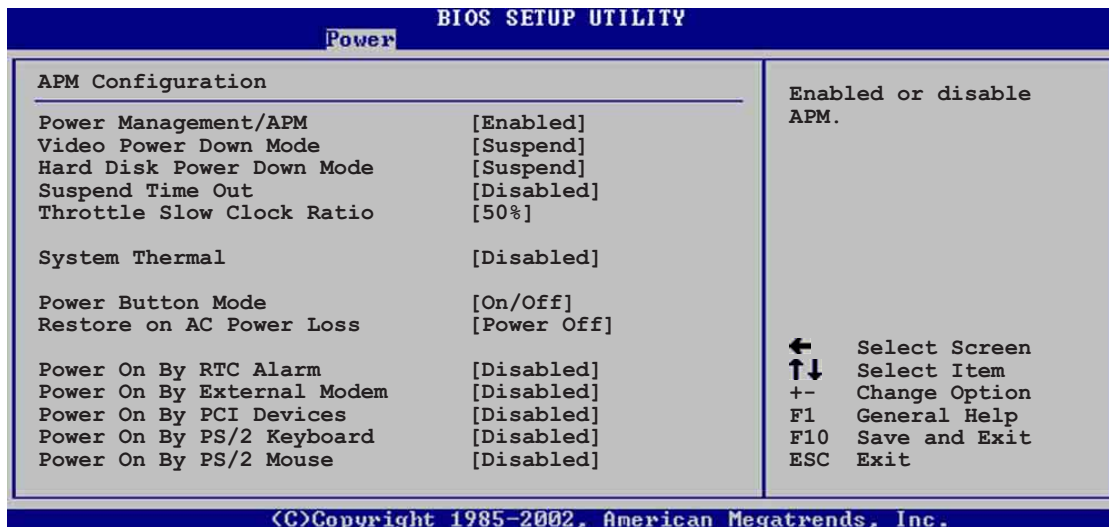 BIOS SETUP UTILITY
Power
APM Configuration
Power Management/APM [Enabled]
Video Power Down Mode [Suspend]
Hard Disk Power Down Mode [Suspend]
Suspend Time Out [Disabled]
Throttle Slow Clock Ratio [50%]
System Thermal [Disabled]
Power Button Mode [On/Off]
Restore on AC Power Loss [Power Off]
Power On By RTC Alarm [Disabled]
Power On By External Modem [Disabled]
Power On By PCI Devices [Disabled]
Power On By PS/2 Keyboard [Disabled]
Power On By PS/2 Mouse [Disabled]
Enabled or disable
APM.
← Select Screen
↑↓ Select Item
+- Change Option
F1 General Help
F10 Save and Exit
ESC Exit
(C)Copyright 1985-2002, American Megatrends, Inc.